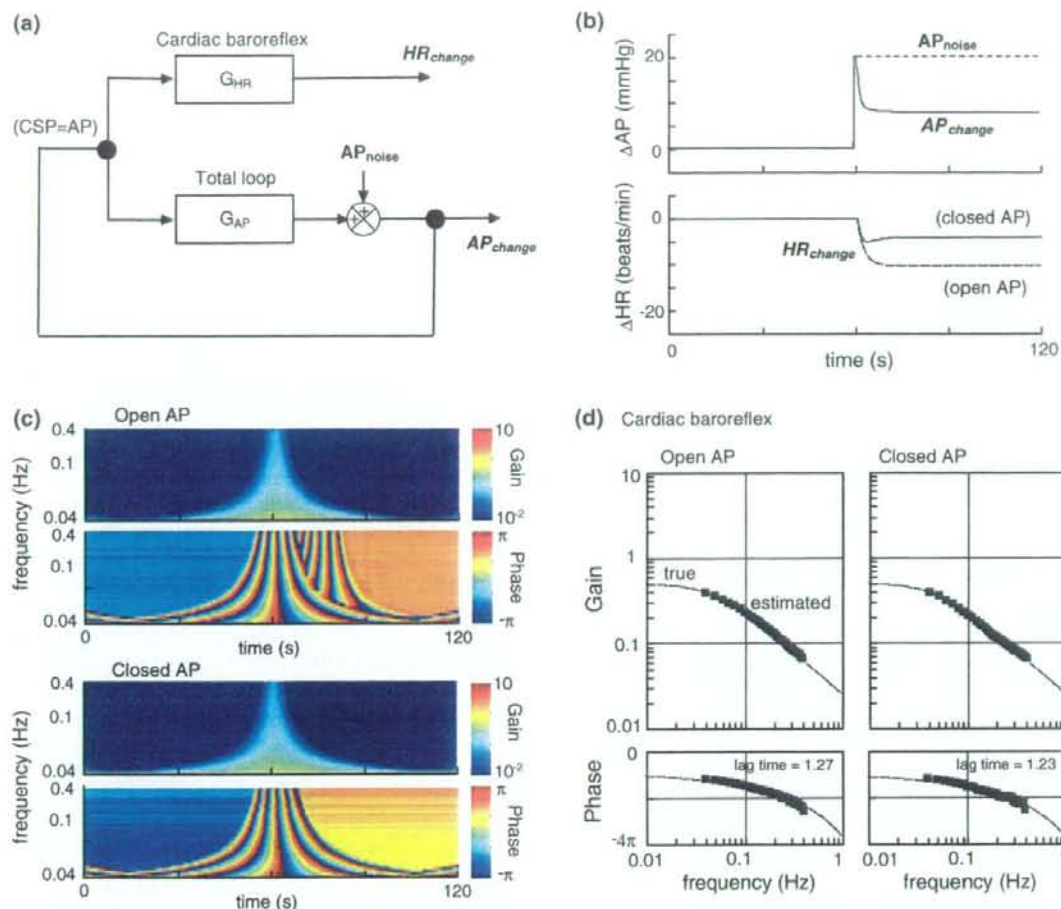 (a)
Cardiac baroreflex
G_HR
HR_change
(CSP=AP)
Total loop
G_AP
AP_noise
+ +
AP_change
(b)
ΔAP (mmHg)
20
0
AP_noise
AP_change
ΔHR (beats/min)
0
-20
HR_change
(closed AP)
(open AP)
0 time (s) 120
(c)
Open AP
frequency (Hz)
0.4
0.1
0.04
10
10^-2
Gain
0.4
0.1
0.04
π
-π
Phase
0 time (s) 120
Closed AP
frequency (Hz)
0.4
0.1
0.04
10
10^-2
Gain
0.4
0.1
0.04
π
-π
Phase
0 time (s) 120
(d) Cardiac baroreflex
Open AP
Closed AP
Gain
10
1
0.1
0.01
true
estimated
Phase
0
-4π
lag time = 1.27
lag time = 1.23
0.01 0.1 1
0.01 0.1 1
frequency (Hz)
frequency (Hz)